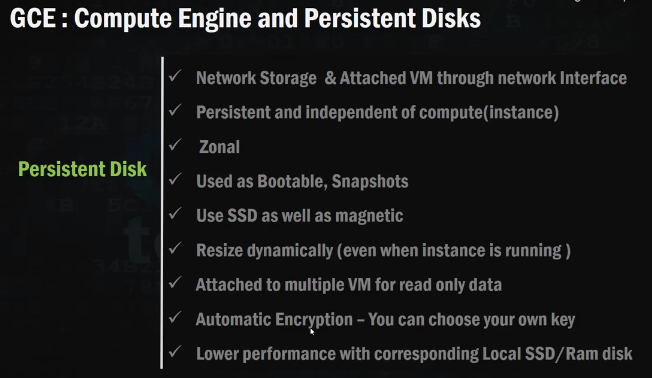 GCE : Compute Engine and Persistent Disks
Persistent Disk
✓ Network Storage & Attached VM through network Interface
✓ Persistent and independent of compute(instance)
✓ Zonal
✓ Used as Bootable, Snapshots
✓ Use SSD as well as magnetic
✓ Resize dynamically (even when instance is running )
✓ Attached to multiple VM for read only data
✓ Automatic Encryption – You can choose your own key
✓ Lower performance with corresponding Local SSD/Ram disk